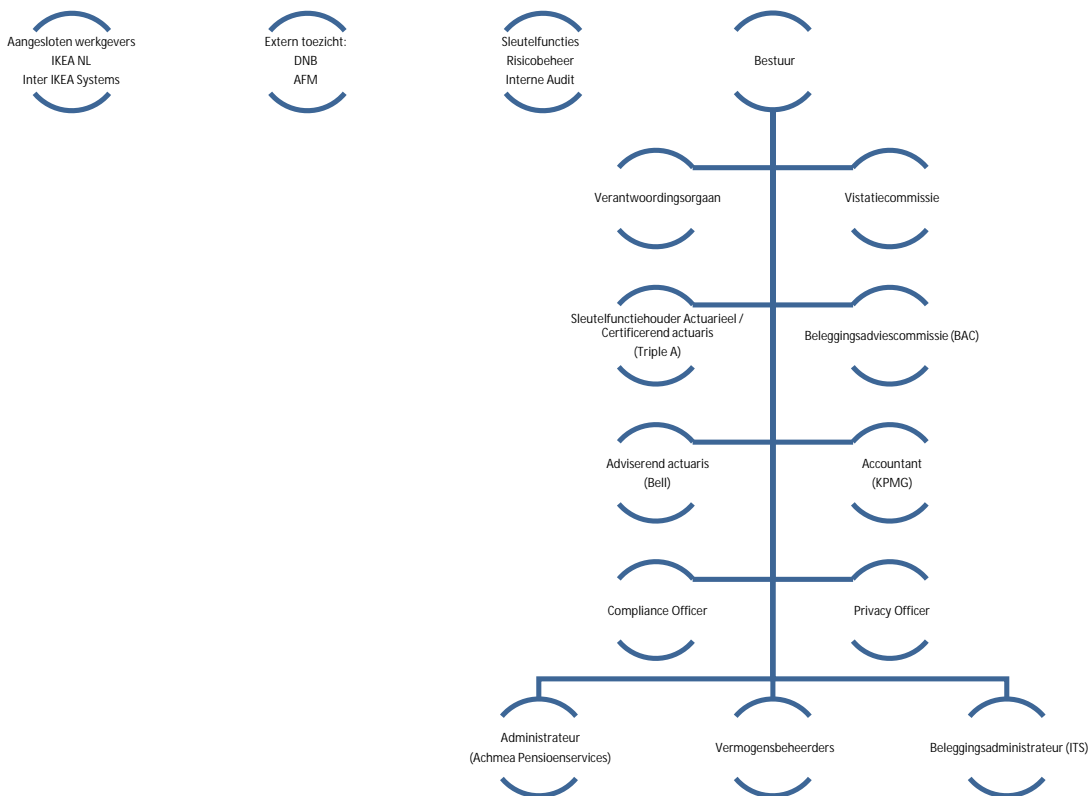 Aangesloten werkgevers
IKEA NL
Inter IKEA Systems
Extern toezicht:
DNB
AFM
Sleutelfuncties
Risicobeheer
Interne Audit
Bestuur
Verantwoordingsorgaan
Vistatiecommissie
Sleutelfunctiehouder Actuarieel /
Certificerend actuaris
(Triple A)
Beleggingsadviescommissie (BAC)
Adviserend actuaris
(Bell)
Accountant
(KPMG)
Compliance Officer
Privacy Officer
Administrateur
(Achmea Pensioenservices)
Vermogensbeheerders
Beleggingsadministrateur (ITS)